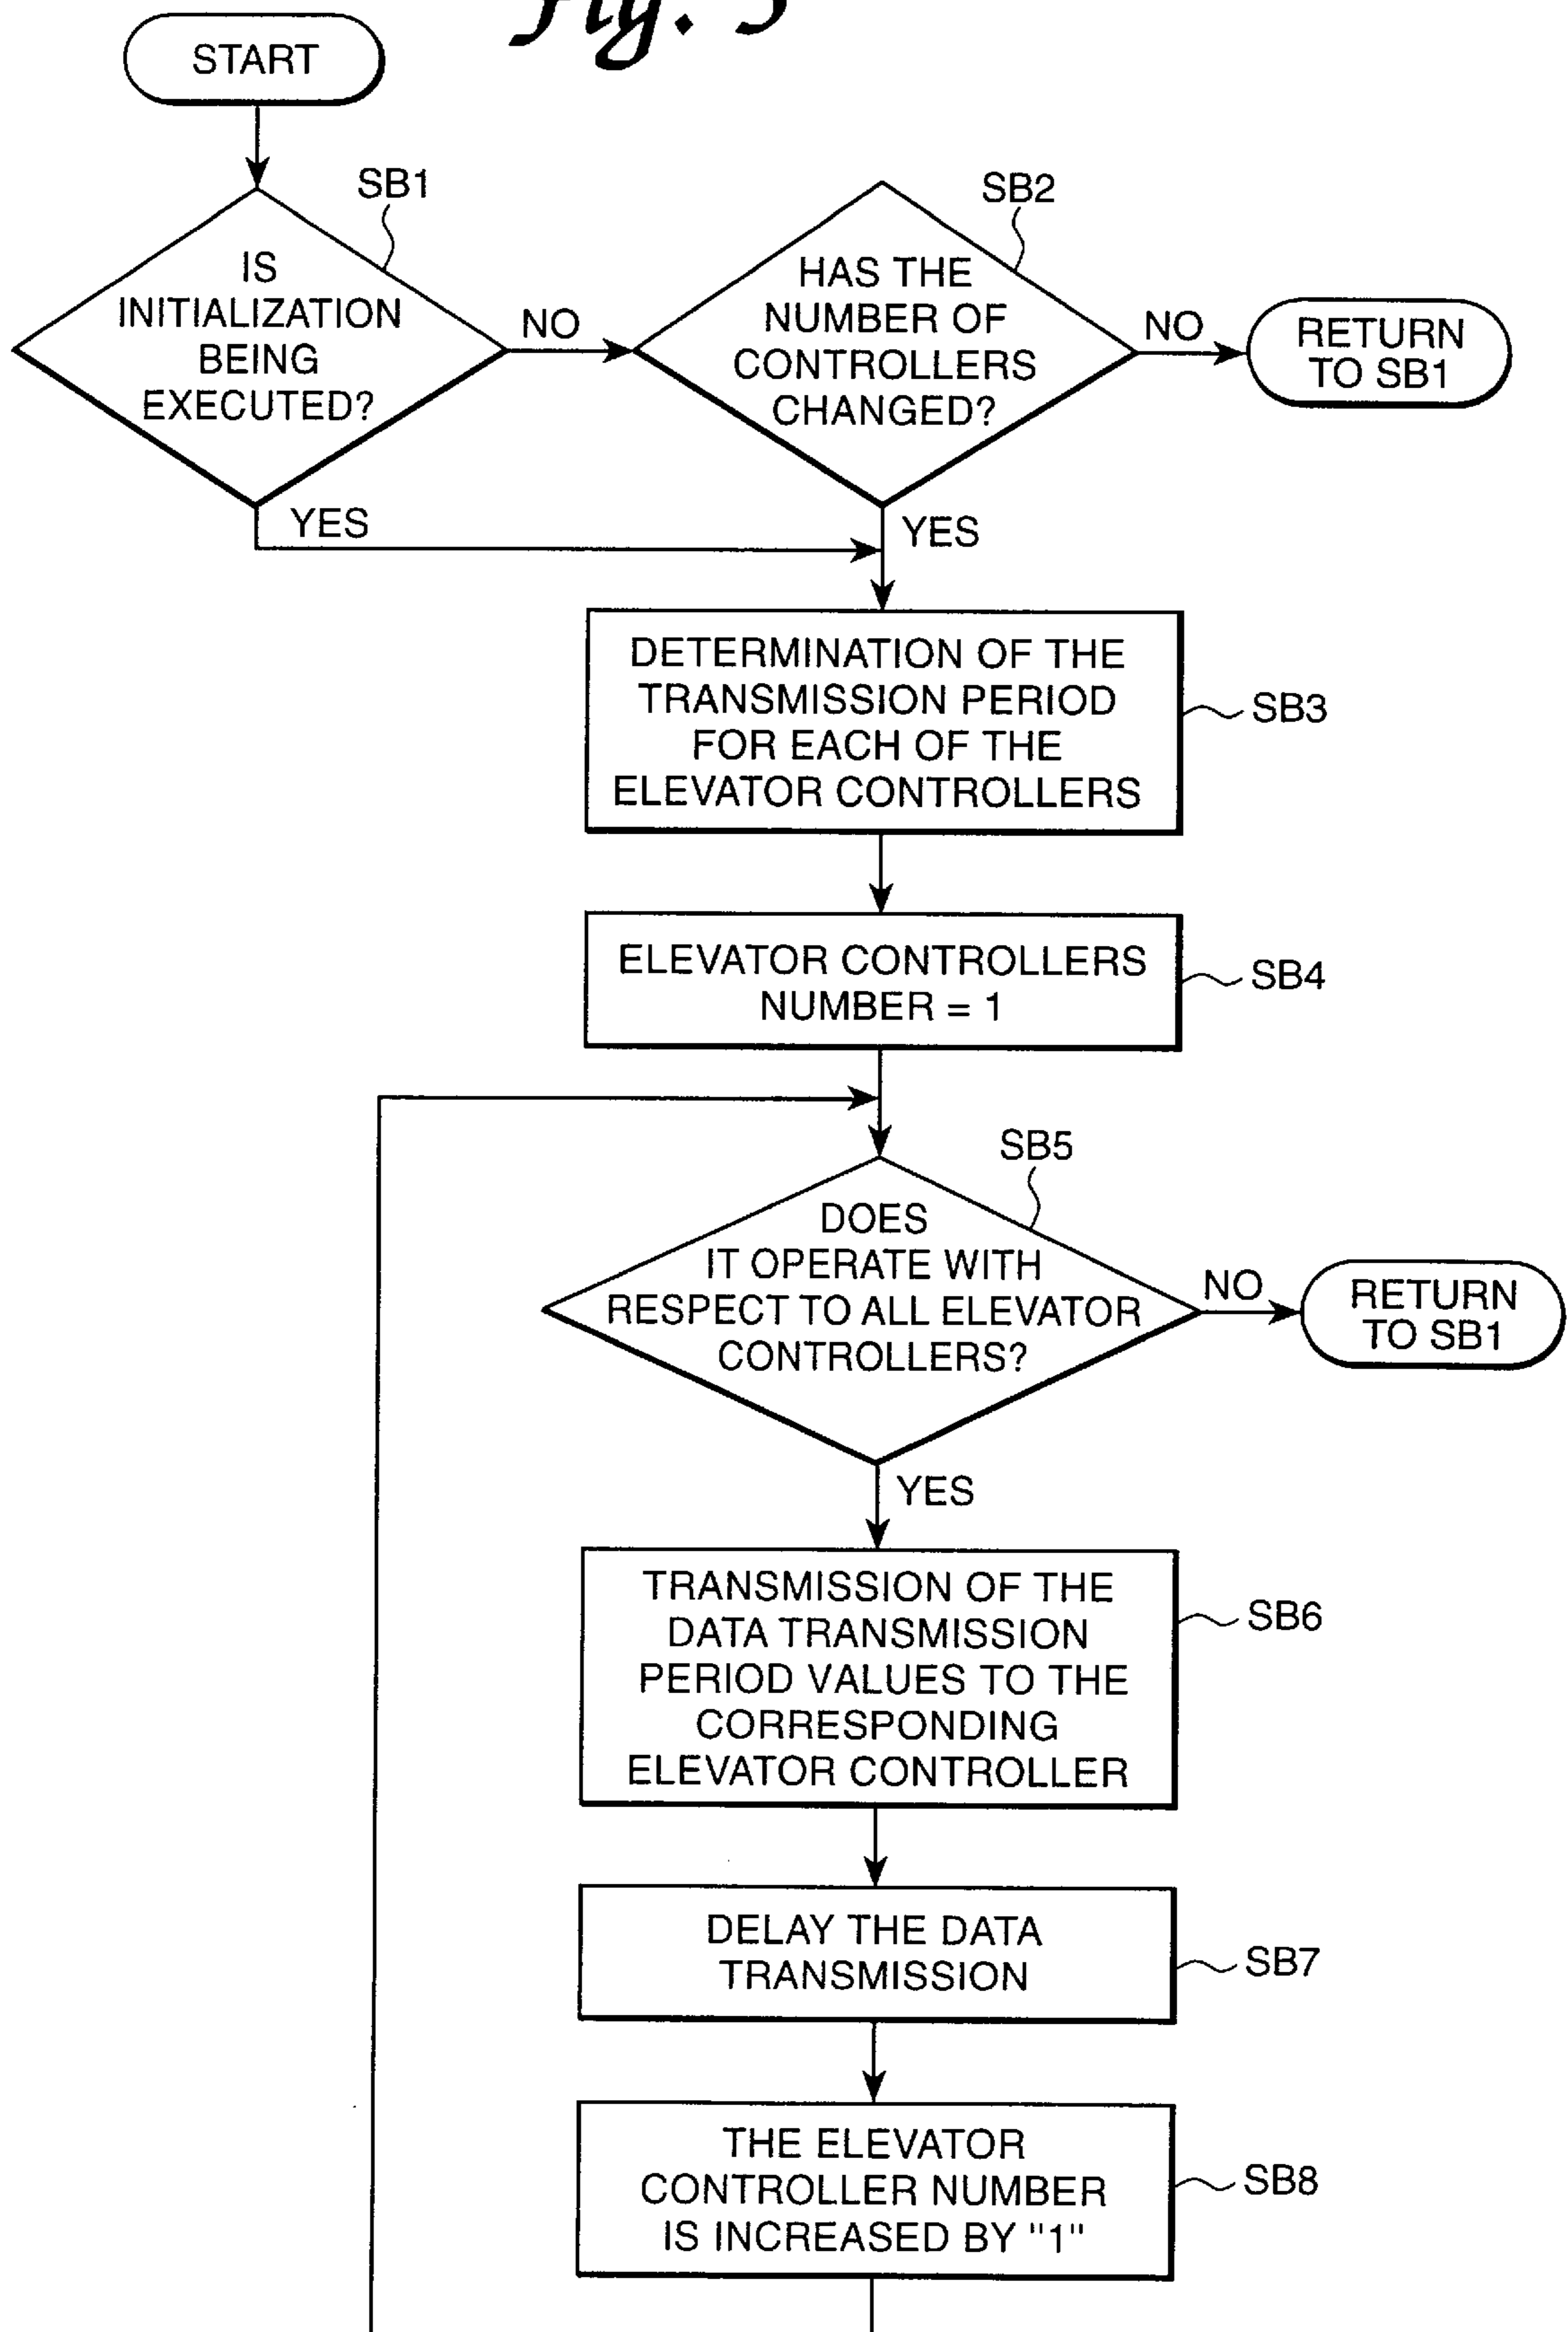 Fig. 5
START
SB1
IS
INITIALIZATION
BEING
EXECUTED?
NO
YES
SB2
HAS THE
NUMBER OF
CONTROLLERS
CHANGED?
NO
RETURN
TO SB1
YES
DETERMINATION OF THE
TRANSMISSION PERIOD
FOR EACH OF THE
ELEVATOR CONTROLLERS
SB3
ELEVATOR CONTROLLERS
NUMBER = 1
SB4
SB5
DOES
IT OPERATE WITH
RESPECT TO ALL ELEVATOR
CONTROLLERS?
NO
RETURN
TO SB1
YES
TRANSMISSION OF THE
DATA TRANSMISSION
PERIOD VALUES TO THE
CORRESPONDING
ELEVATOR CONTROLLER
SB6
DELAY THE DATA
TRANSMISSION
SB7
THE ELEVATOR
CONTROLLER NUMBER
IS INCREASED BY "1"
SB8